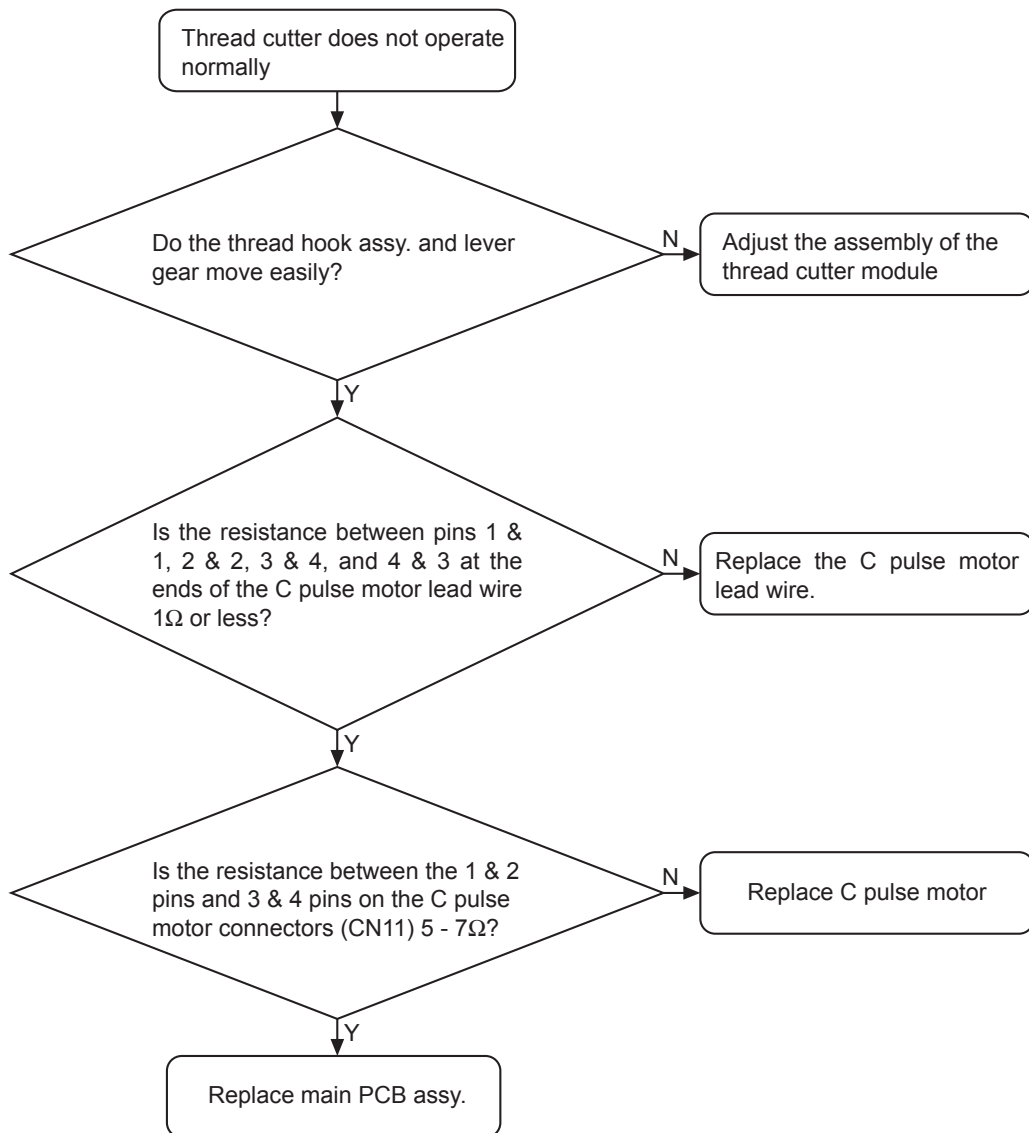 Thread cutter does not operate
normally
Do the thread hook assy. and lever
gear move easily?
N
Adjust the assembly of the
thread cutter module
Y
Is the resistance between pins 1 &
1, 2 & 2, 3 & 4, and 4 & 3 at the
ends of the C pulse motor lead wire
1Ω or less?
N
Replace the C pulse motor
lead wire.
Y
Is the resistance between the 1 & 2
pins and 3 & 4 pins on the C pulse
motor connectors (CN11) 5 - 7Ω?
N
Replace C pulse motor
Y
Replace main PCB assy.